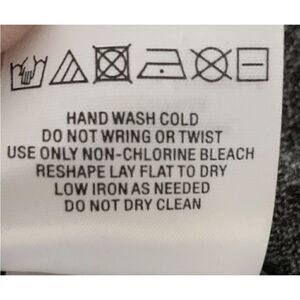 HAND WASH COLD
DO NOT WRING OR TWIST
USE ONLY NON-CHLORINE BLEACH
RESHAPE LAY FLAT TO DRY
LOW IRON AS NEEDED
DO NOT DRY CLEAN